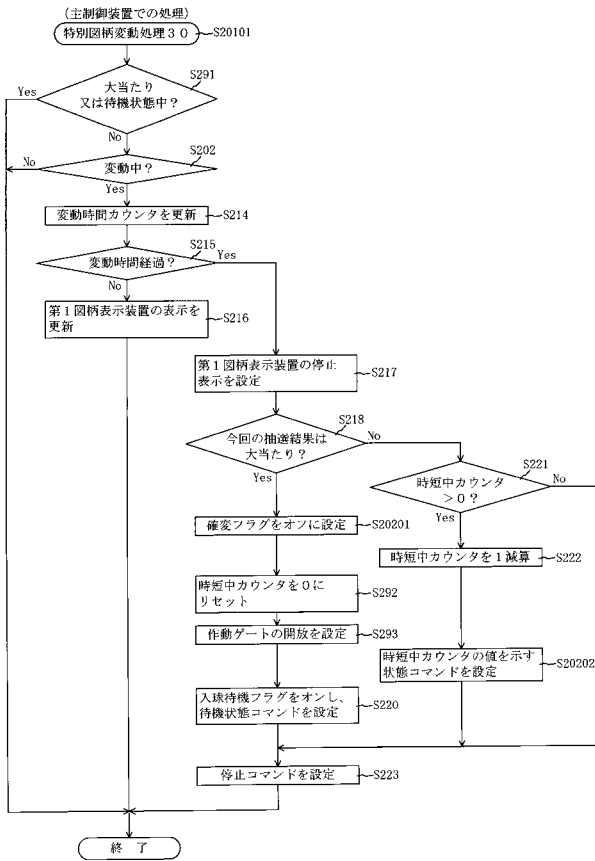 （主制御装置での処理）
特別図柄変動処理３０
S20101
S291
大当たり
又は待機状態中？
Yes
No
S202
変動中？
No
Yes
変動時間カウンタを更新
S214
S215
変動時間経過？
Yes
No
第１図柄表示装置の表示を
更新
S216
第１図柄表示装置の停止
表示を設定
S217
S218
今回の抽選結果は
大当たり？
No
Yes
S221
時短中カウンタ
＞０？
No
Yes
確変フラグをオフに設定
S20201
時短中カウンタを１減算
S222
時短中カウンタを０に
リセット
S292
作動ゲートの開放を設定
S293
時短中カウンタの値を示す
状態コマンドを設定
S20202
入球待機フラグをオンし、
待機状態コマンドを設定
S220
停止コマンドを設定
S223
終 了